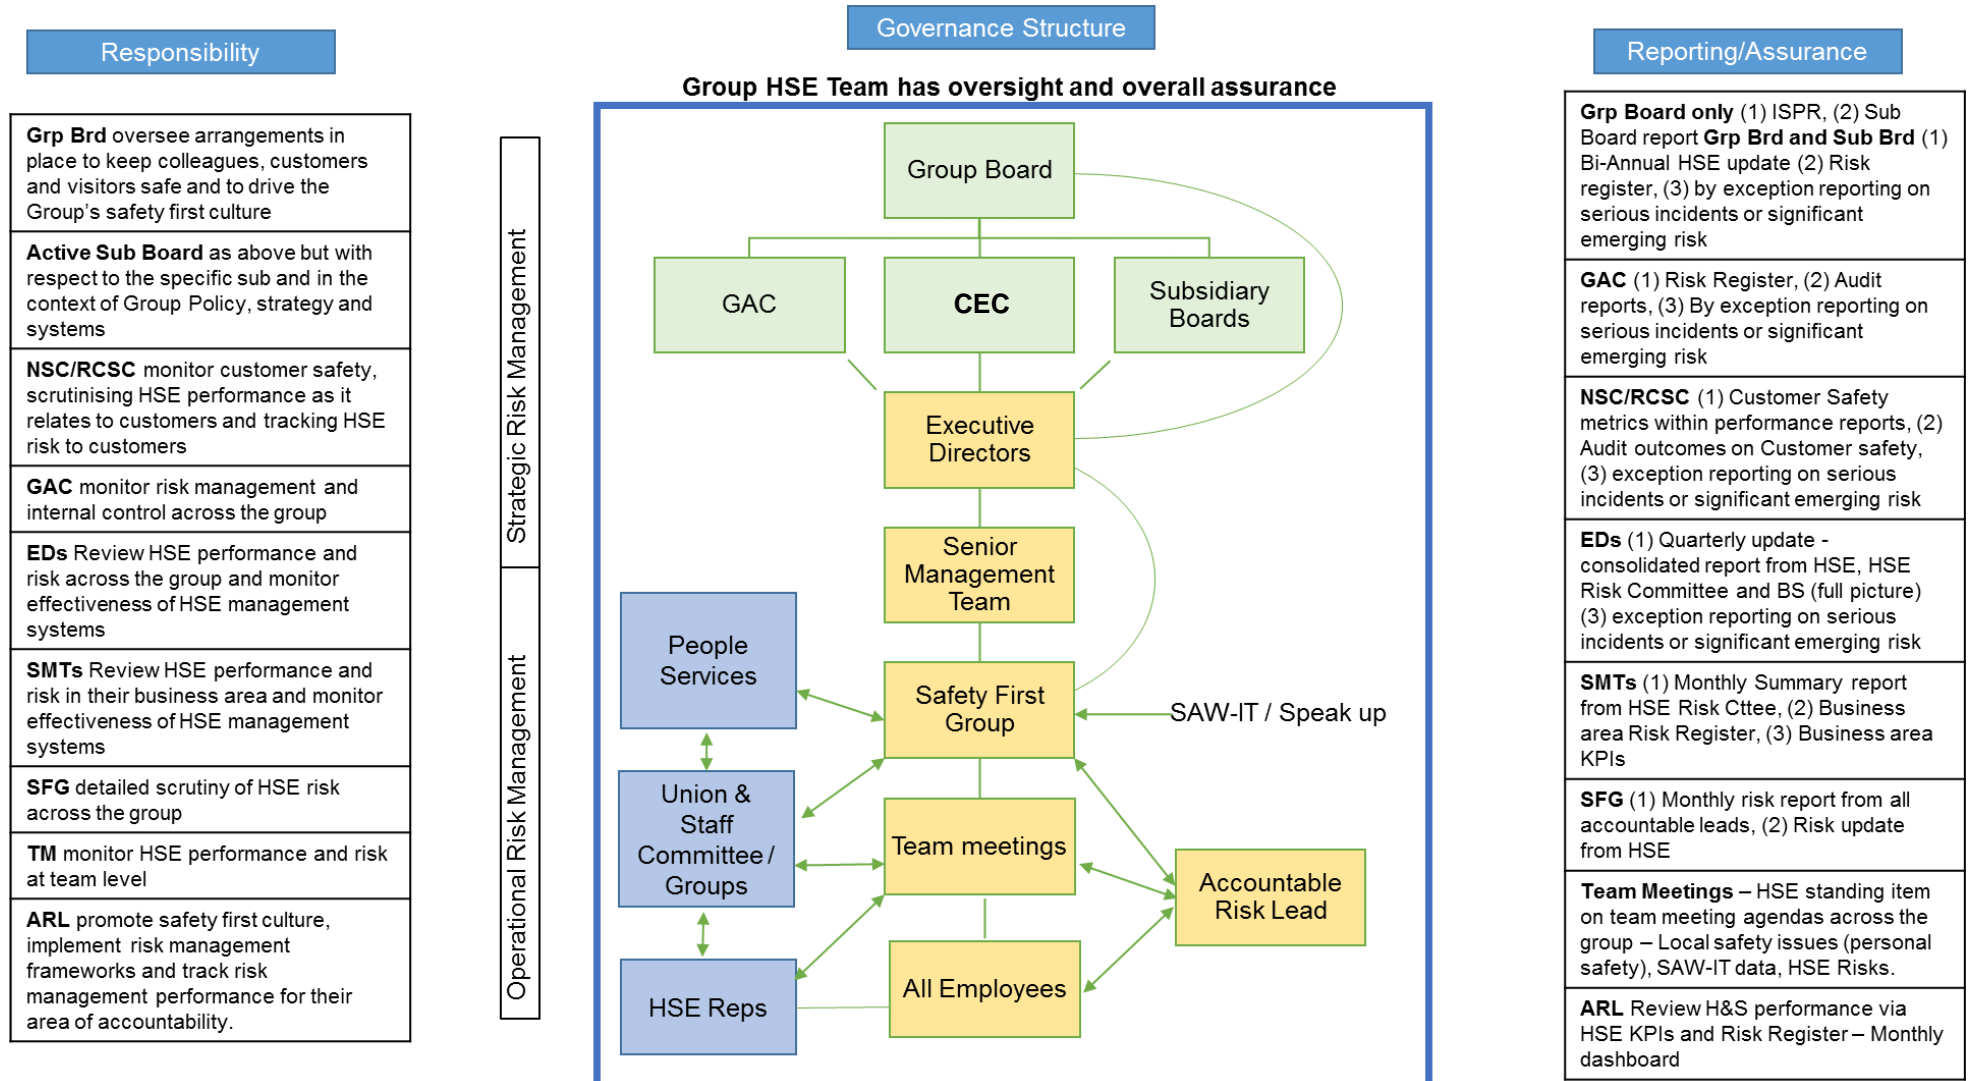 Responsibility
Governance Structure
Reporting/Assurance
Group HSE Team has oversight and overall assurance
Grp Brd oversee arrangements in
place to keep colleagues, customers
and visitors safe and to drive the
Group's safety first culture
Active Sub Board as above but with
respect to the specific sub and in the
context of Group Policy, strategy and
systems
NSC/RCSC monitor customer safety,
scrutinising HSE performance as it
relates to customers and tracking HSE
risk to customers
GAC monitor risk management and
internal control across the group
EDs Review HSE performance and
risk across the group and monitor
effectiveness of HSE management
systems
SMTs Review HSE performance and
risk in their business area and monitor
effectiveness of HSE management
systems
SFG detailed scrutiny of HSE risk
across the group
TM monitor HSE performance and risk
at team level
ARL promote safety first culture,
implement risk management
frameworks and track risk
management performance for their
area of accountability.
Strategic Risk Management
Operational Risk Management
Group Board
GAC
CEC
Subsidiary
Boards
Executive
Directors
Senior
Management
Team
People
Services
Safety First
Group
SAW-IT / Speak up
Union &
Staff
Committee /
Groups
Team meetings
Accountable
Risk Lead
HSE Reps
All Employees
Grp Board only (1) ISPR, (2) Sub
Board report Grp Brd and Sub Brd (1)
Bi-Annual HSE update (2) Risk
register, (3) by exception reporting on
serious incidents or significant
emerging risk
GAC (1) Risk Register, (2) Audit
reports, (3) By exception reporting on
serious incidents or significant
emerging risk
NSC/RCSC (1) Customer Safety
metrics within performance reports, (2)
Audit outcomes on Customer safety,
(3) exception reporting on serious
incidents or significant emerging risk
EDs (1) Quarterly update -
consolidated report from HSE, HSE
Risk Committee and BS (full picture)
(3) exception reporting on serious
incidents or significant emerging risk
SMTs (1) Monthly Summary report
from HSE Risk Cttee, (2) Business
area Risk Register, (3) Business area
KPIs
SFG (1) Monthly risk report from all
accountable leads, (2) Risk update
from HSE
Team Meetings – HSE standing item
on team meeting agendas across the
group – Local safety issues (personal
safety), SAW-IT data, HSE Risks.
ARL Review H&S performance via
HSE KPIs and Risk Register – Monthly
dashboard